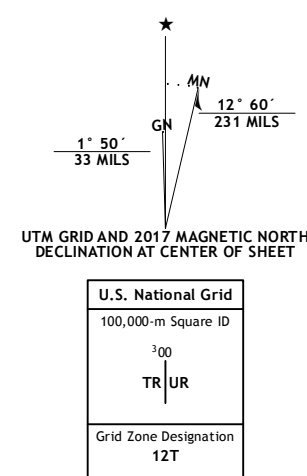 ★
MN
GN
12° 60´
231 MILS
1° 50´
33 MILS
UTM GRID AND 2017 MAGNETIC NORTH
DECLINATION AT CENTER OF SHEET
U.S. National Grid
100,000-m Square ID
³00
TR UR
Grid Zone Designation
12T